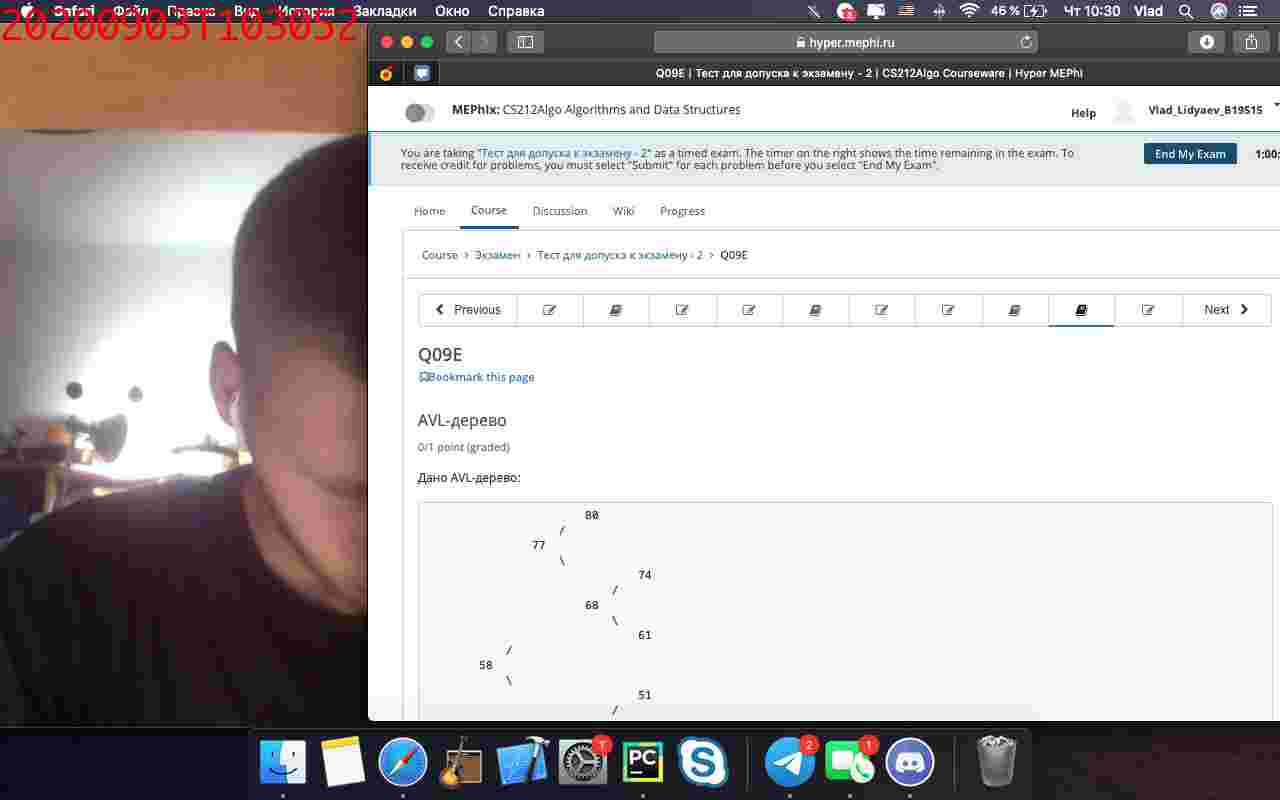 Safari Файл Правка Вид История Закладки Окно Справка 46 % Чт 10:30 Vlad
20200903T103052
hyper.mephi.ru
Q09E | Тест для допуска к экзамену - 2 | CS212Algo Courseware | Hyper MEPhi
MEPhIx: CS212Algo Algorithms and Data Structures
Help
Vlad_Lidyaev_B19515
You are taking "Тест для допуска к экзамену - 2" as a timed exam. The timer on the right shows the time remaining in the exam. To
receive credit for problems, you must select "Submit" for each problem before you select "End My Exam".
End My Exam
1:00:
Home Course Discussion Wiki Progress
Course > Экзамен > Тест для допуска к экзамену - 2 > Q09E
Previous
Next
Q09E
Bookmark this page
AVL-дерево
0/1 point (graded)
Дано AVL-дерево:
80
/
77
\
74
/
68
\
61
/
58
\
51
/
2
1
PC